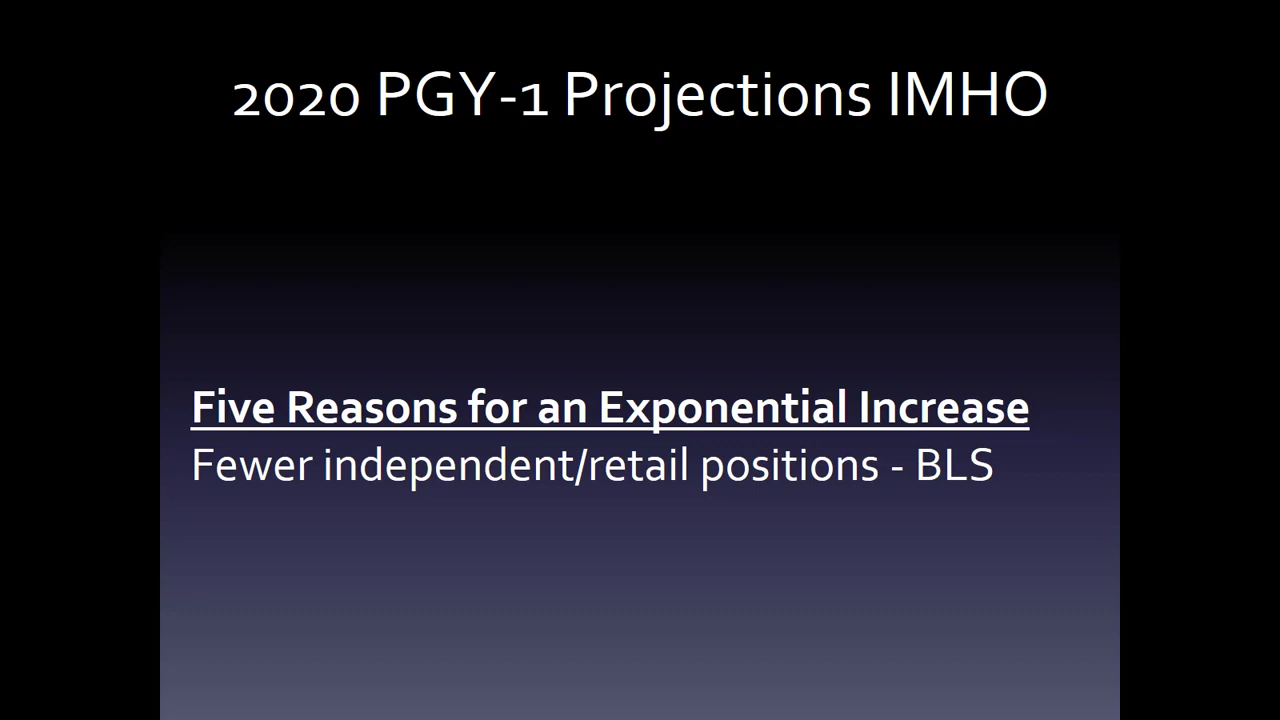 2020 PGY-1 Projections IMHO
Five Reasons for an Exponential Increase
Fewer independent/retail positions - BLS